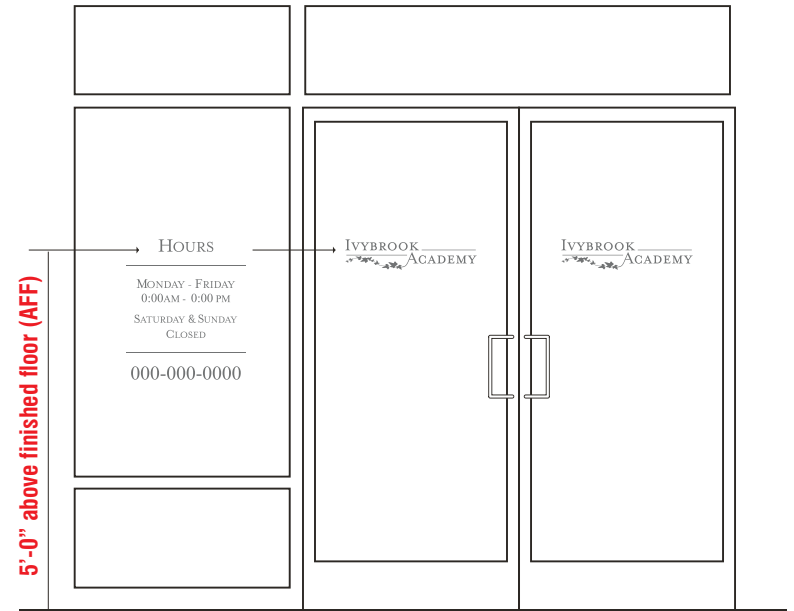 5'-0” above finished floor (AFF)
HOURS
MONDAY - FRIDAY
0:00AM - 0:00 PM
SATURDAY & SUNDAY
CLOSED
000-000-0000
IVYBROOK
ACADEMY
IVYBROOK
ACADEMY